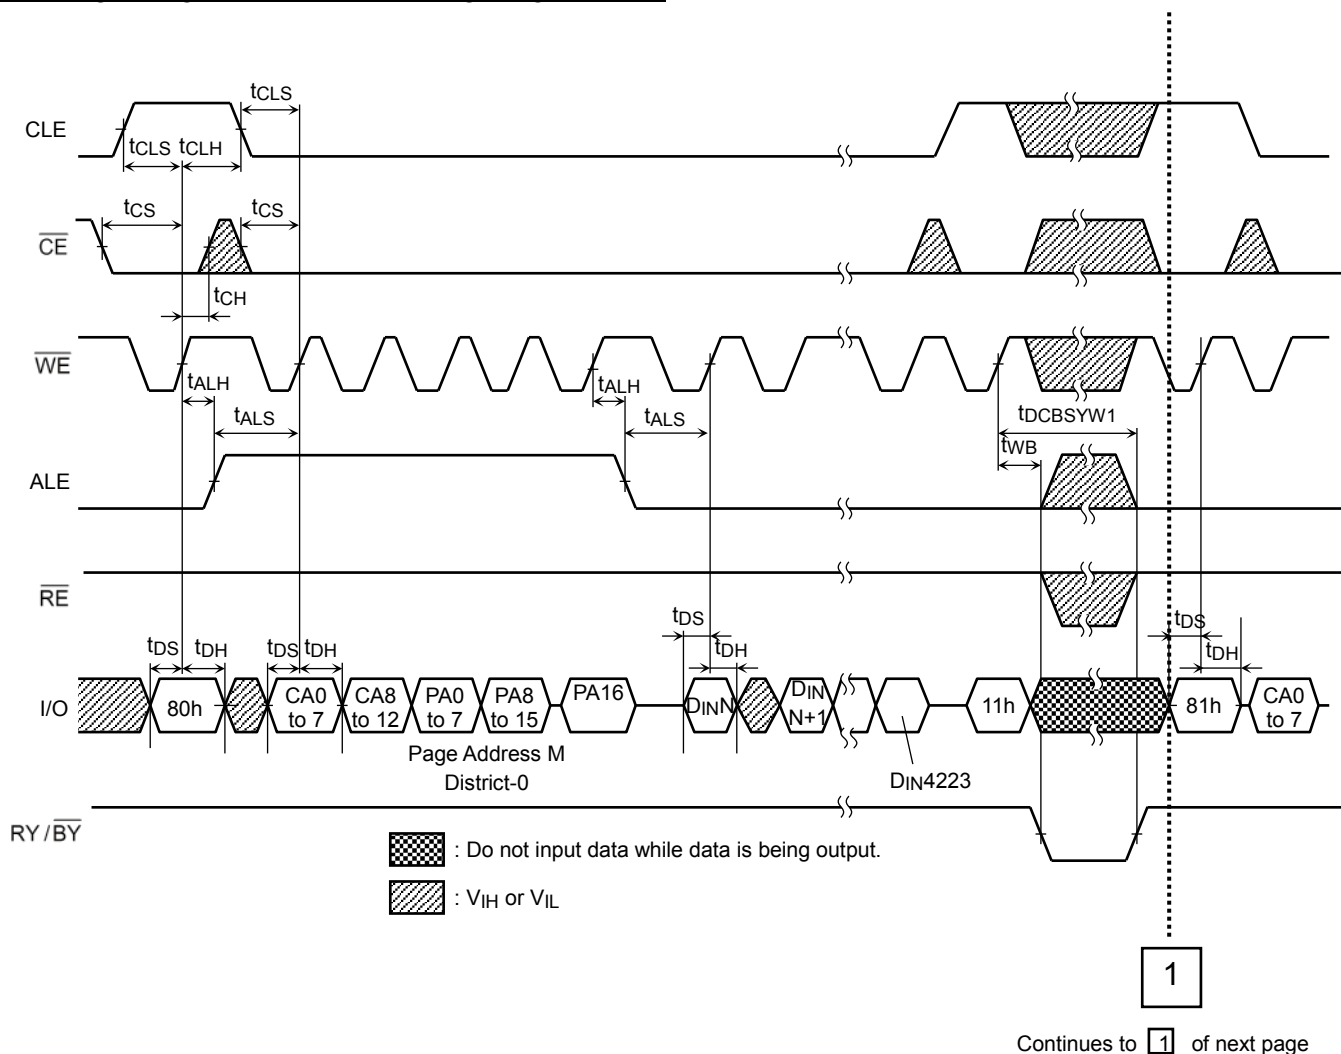 tCLS
CLE
tCLS tCLH
tCS tCS
CE
tCH
WE
tALH tALH
tALS tALS tDCBSYW1
tWB
ALE
RE
tDS tDH tDS tDH tDS tDH tDS tDH
I/O 80h CA0 to 7 CA8 to 12 PA0 to 7 PA8 to 15 PA16 DINN DIN N+1 11h 81h CA0 to 7
Page Address M
District-0
DIN4223
RY/BY
: Do not input data while data is being output.
: VIH or VIL
1
Continues to 1 of next page